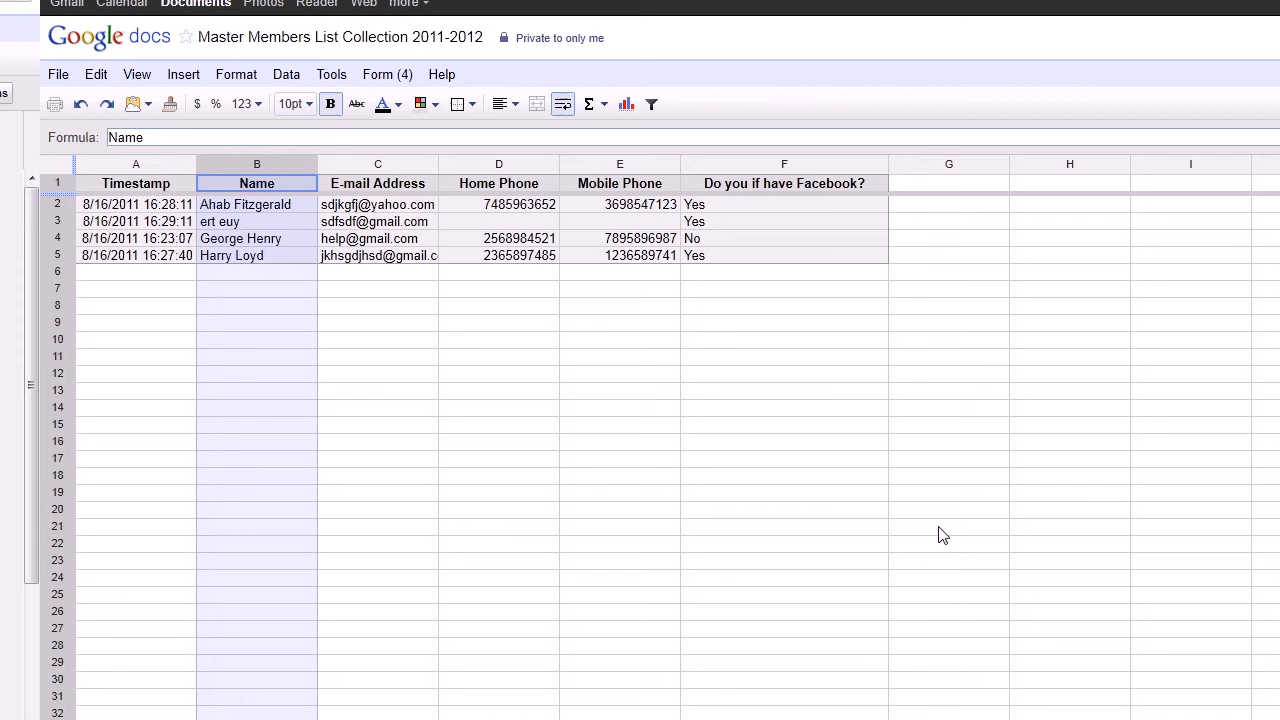 Gmail Calendar Documents Photos Reader Web more
Google docs Master Members List Collection 2011-2012 Private to only me
File Edit View Insert Format Data Tools Form (4) Help
ns
$ % 123 10pt B Abc A Σ
Formula: Name
A B C D E F G H I
1 Timestamp Name E-mail Address Home Phone Mobile Phone Do you if have Facebook?
2 8/16/2011 16:28:11 Ahab Fitzgerald sdjkgfj@yahoo.com 7485963652 3698547123 Yes
3 8/16/2011 16:29:11 ert euy sdfsdf@gmail.com Yes
4 8/16/2011 16:23:07 George Henry help@gmail.com 2568984521 7895896987 No
5 8/16/2011 16:27:40 Harry Loyd jkhsgdjhsd@gmail.c 2365897485 1236589741 Yes
6
7
8
9
10
11
12
13
14
15
16
17
18
19
20
21
22
23
24
25
26
27
28
29
30
31
32